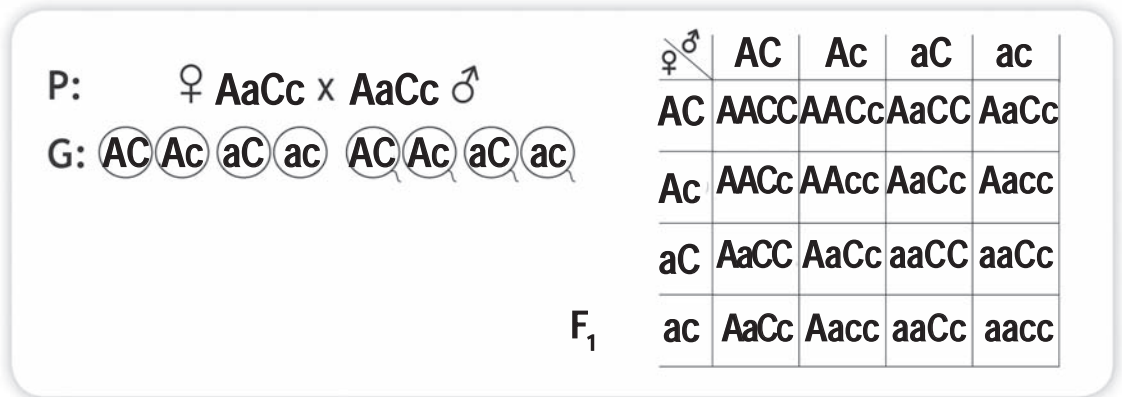 P: ♀ AaCc x AaCc ♂
G: AC Ac aC ac AC Ac aC ac
F1
♀ ♂ AC Ac aC ac
AC AACC AACc AaCC AaCc
Ac AACc AAcc AaCc Aacc
aC AaCC AaCc aaCC aaCc
ac AaCc Aacc aaCc aacc